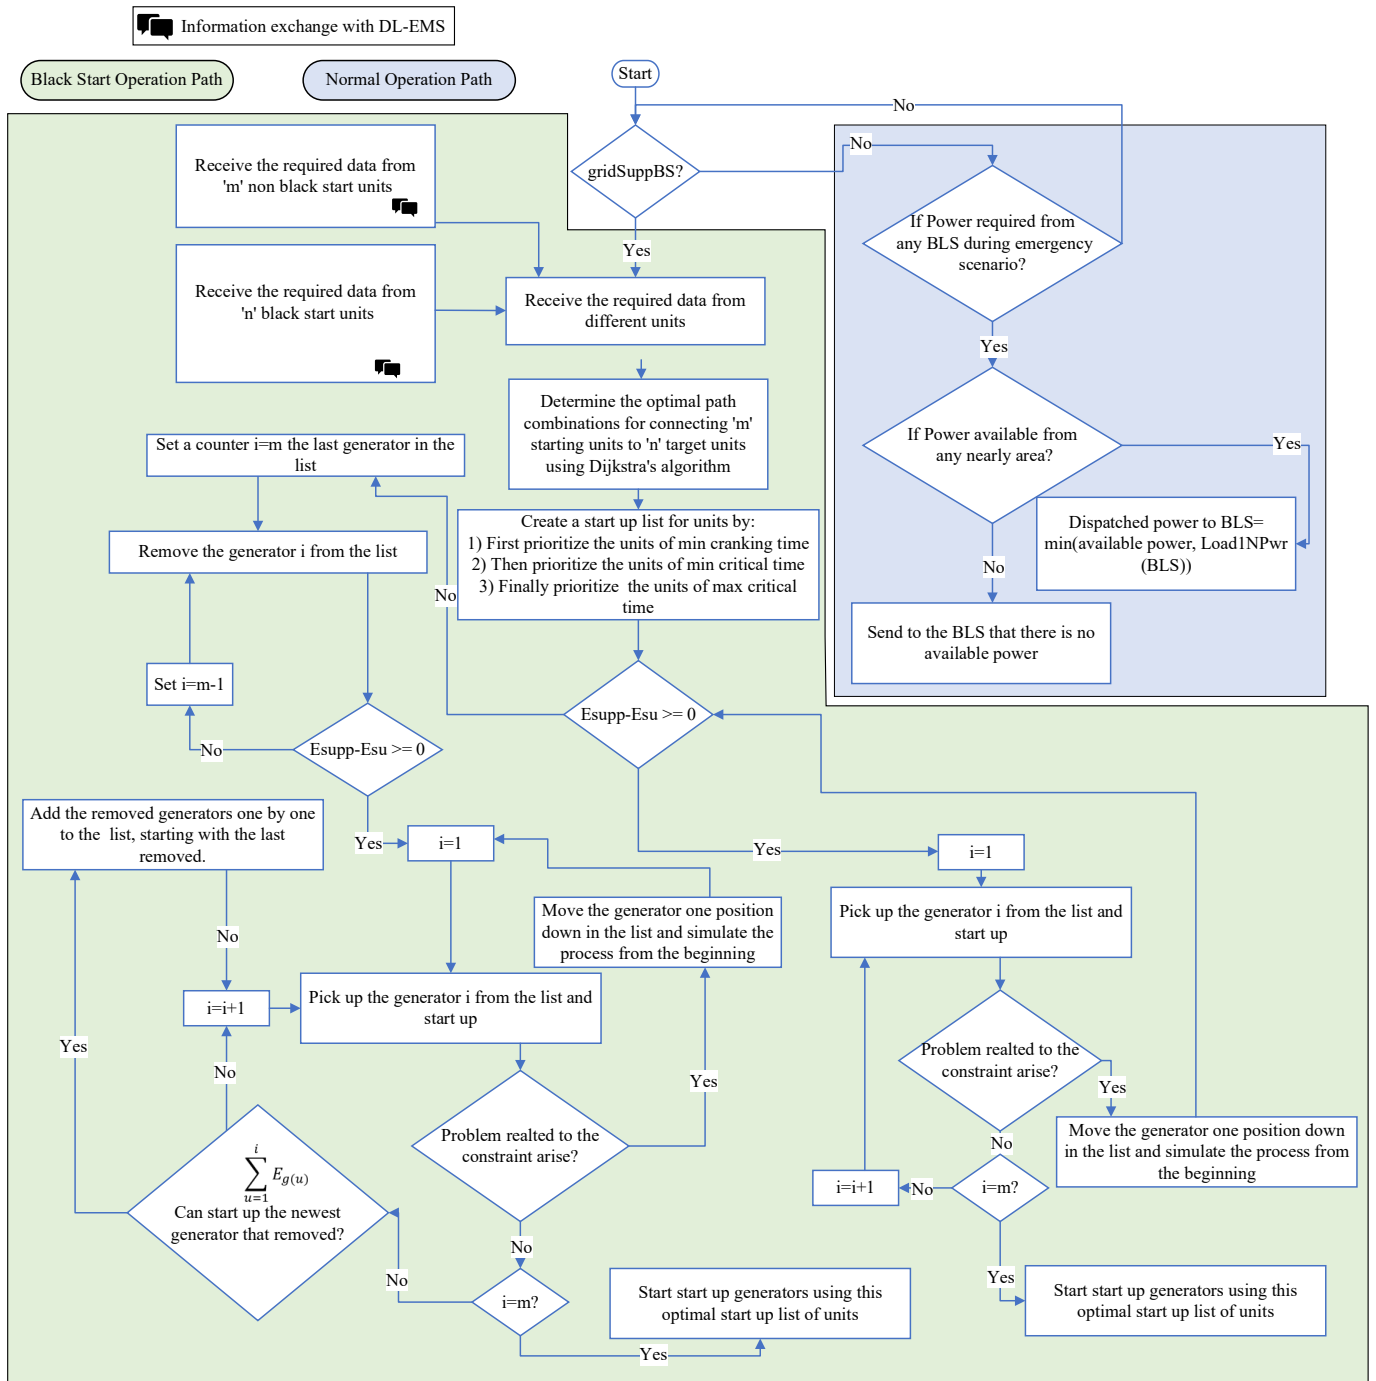 Information exchange with DL-EMS
Black Start Operation Path
Normal Operation Path
Start
No
gridSuppBS?
No
Yes
Receive the required data from
'm' non black start units
Receive the required data from
'n' black start units
Receive the required data from
different units
If Power required from
any BLS during emergency
scenario?
Yes
If Power available from
any nearly area?
Yes
Dispatched power to BLS=
min(available power, Load1NPwr
(BLS))
No
Send to the BLS that there is no
available power
Determine the optimal path
combinations for connecting 'm'
starting units to 'n' target units
using Dijkstra's algorithm
Create a start up list for units by:
1) First prioritize the units of min cranking time
2) Then prioritize the units of min critical time
3) Finally prioritize  the units of max critical
time
Set a counter i=m the last generator in the
list
Remove the generator i from the list
No
Set i=m-1
No
Esupp-Esu >= 0
Esupp-Esu >= 0
Yes
Yes
Add the removed generators one by one
to the  list, starting with the last
removed.
i=1
i=1
Move the generator one position
down in the list and simulate the
process from the beginning
Pick up the generator i from the list and
start up
No
i=i+1
Pick up the generator i from the list and
start up
Yes
No
Yes
Problem realted to the
constraint arise?
Problem realted to the
constraint arise?
Yes
No
Move the generator one position down
in the list and simulate the process from
the beginning
i=i+1
No
i=m?
i
∑ E_{g(u)}
u=1
Can start up the newest
generator that removed?
No
No
i=m?
Yes
Start start up generators using this
optimal start up list of units
Yes
Start start up generators using this
optimal start up list of units